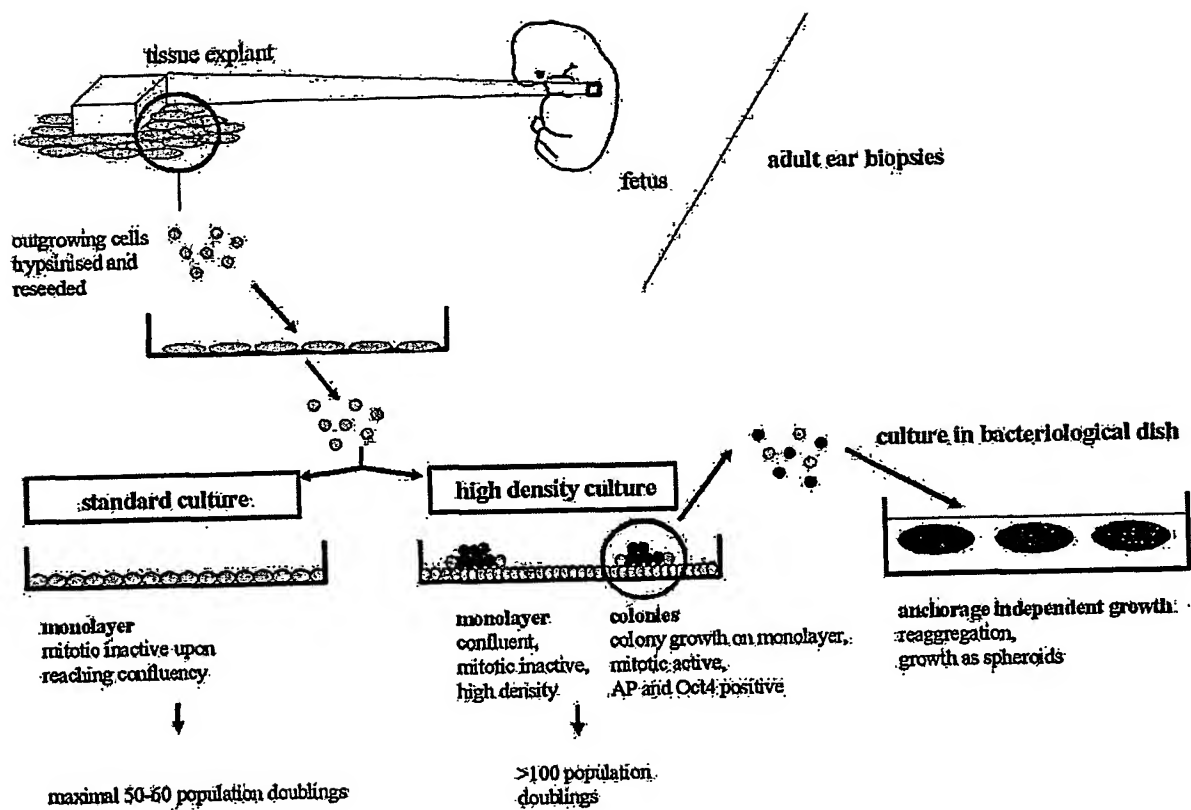 tissue explant
fetus
adult ear biopsies
outgrowing cells
trypsinised and
reseeded
culture in bacteriological dish
standard culture
high density culture
monolayer
mitotic inactive upon
reaching confluency
monolayer
confluent,
mitotic inactive,
high density
colonies
colony growth on monolayer,
mitotic active,
AP and Oct4 positive
anchorage independent growth:
reaggregation,
growth as spheroids
maximal 50-60 population doublings
>100 population
doublings